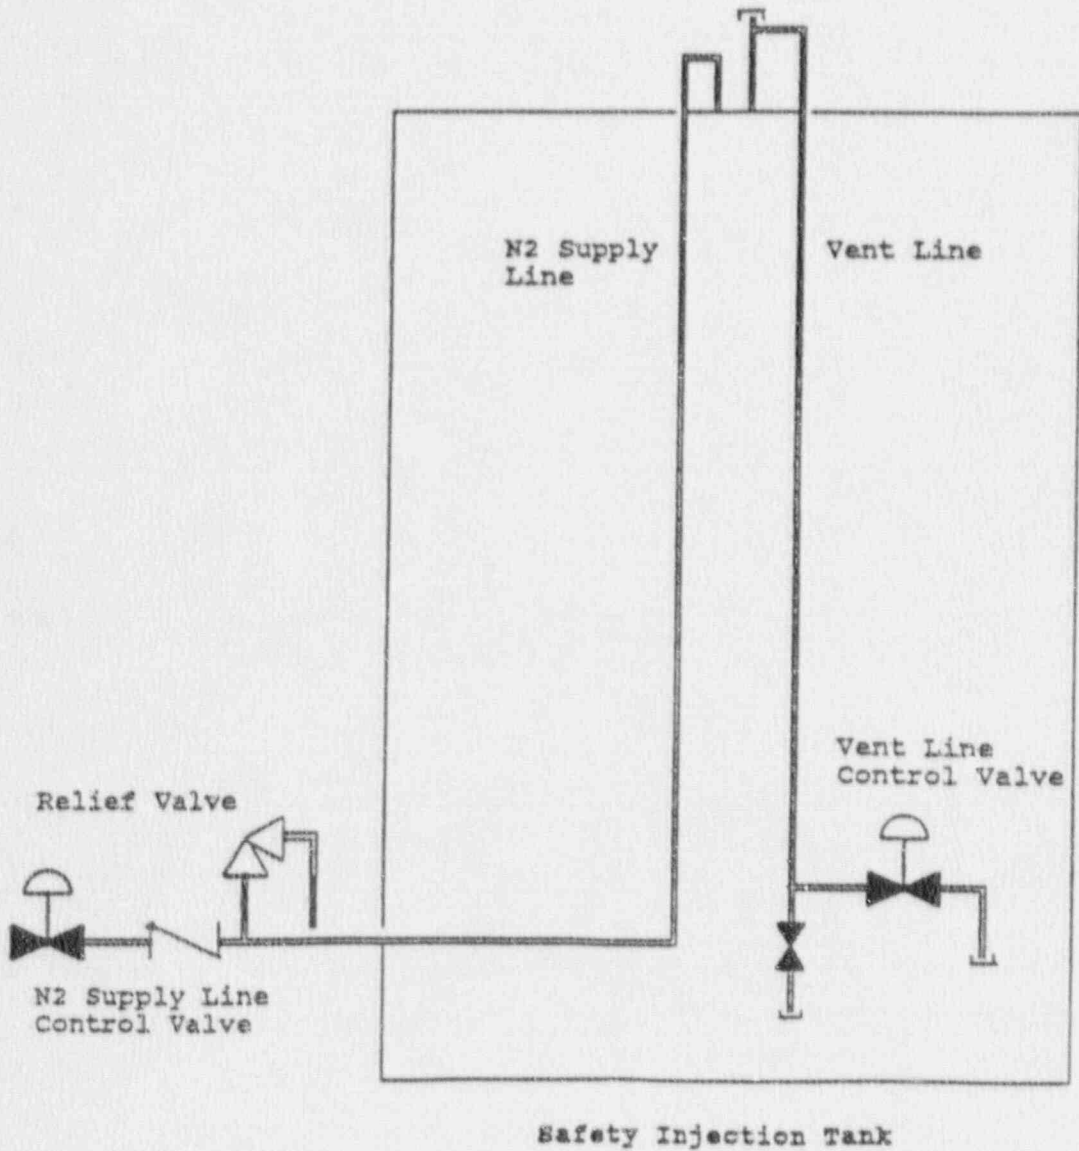 N2 Supply
Line
Vent Line
Vent Line
Control Valve
Relief Valve
N2 Supply Line
Control Valve
Safety Injection Tank